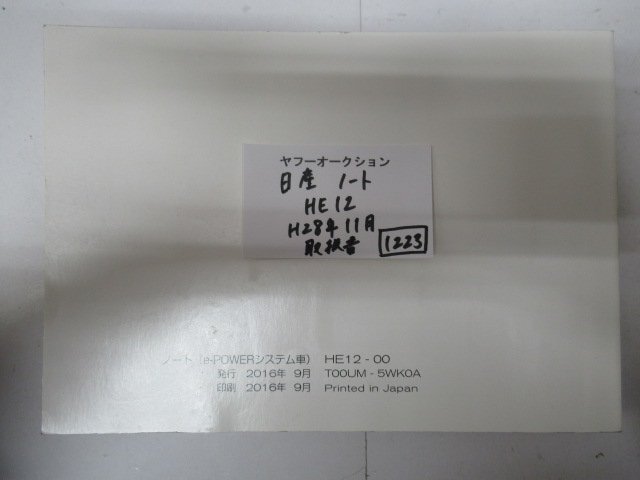 ヤフーオークション
日産 ノート
HE12
H28年11月
取扱書 1223
ノート (e-POWERシステム車) HE12-00
発行 2016年 9月 T00UM-5WK0A
印刷 2016年 9月 Printed in Japan